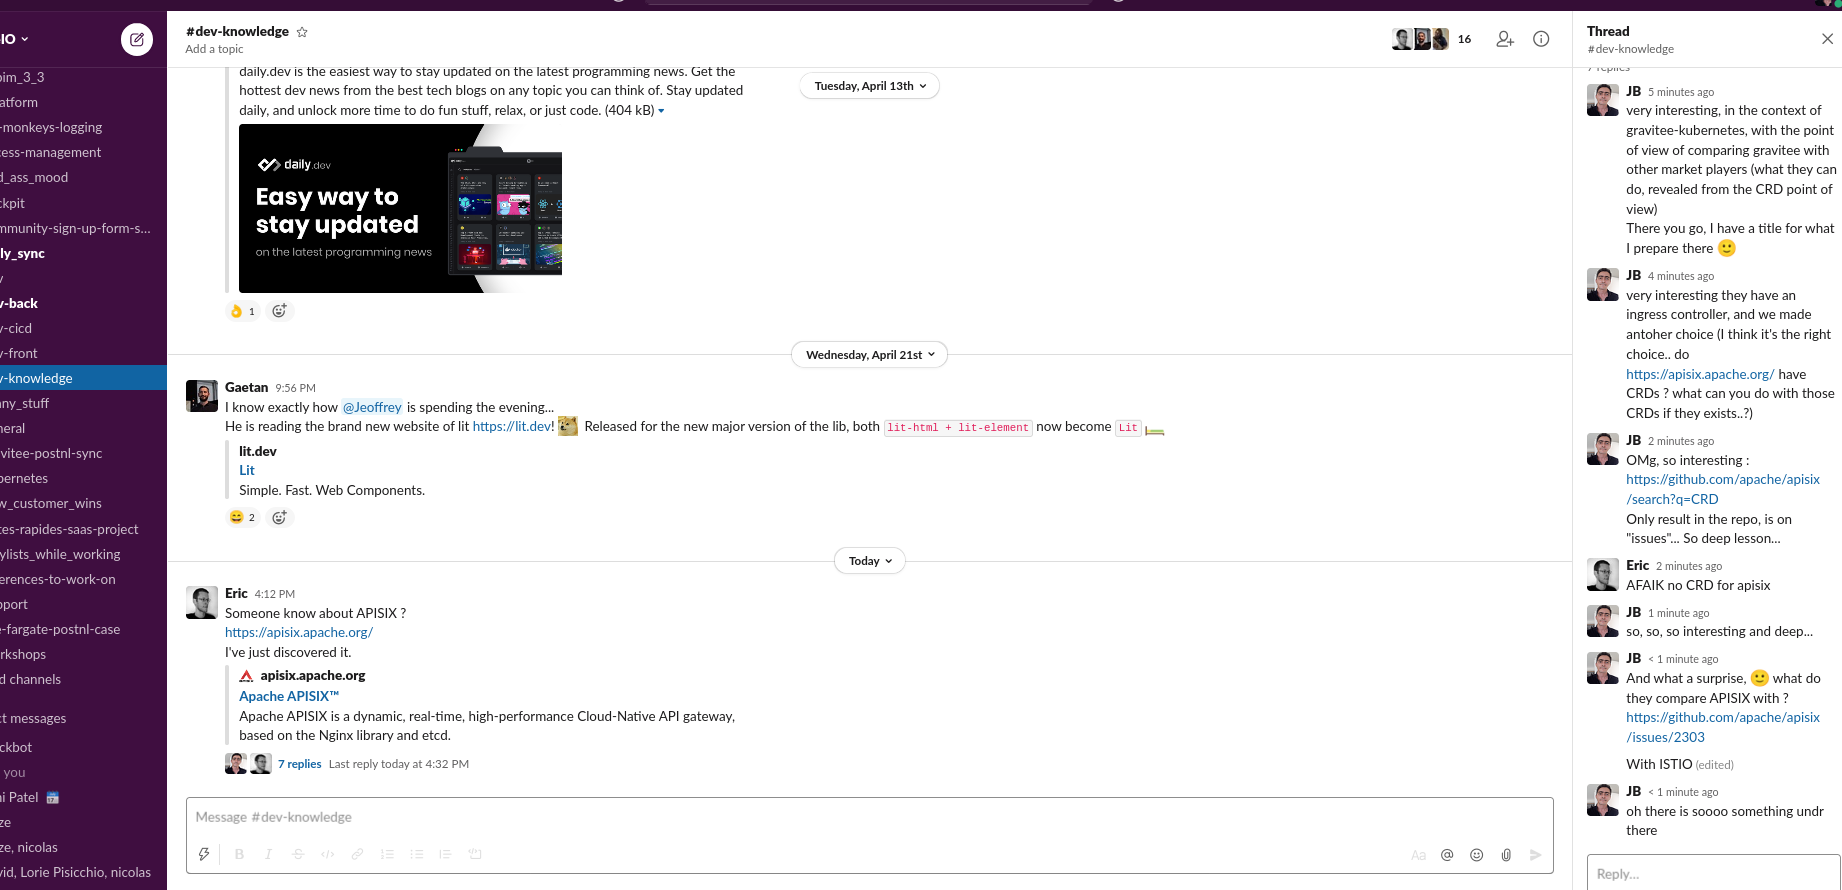 IO
#dev-knowledge
Add a topic
16
Thread
#dev-knowledge
7 replies
im_3_3
atform
-monkeys-logging
cess-management
d_ass_mood
ckpit
mmunity-sign-up-form-s...
ly_sync
v-back
v-cicd
v-front
v-knowledge
nny_stuff
neral
vitee-postnl-sync
bernetes
w_customer_wins
tes-rapides-saas-project
ylists_while_working
erences-to-work-on
pport
e-fargate-postnl-case
rkshops
d channels
ct messages
ckbot
you
ni Patel
ze
ze, nicolas
vid, Lorie Pisicchio, nicolas
daily.dev is the easiest way to stay updated on the latest programming news. Get the
hottest dev news from the best tech blogs on any topic you can think of. Stay updated
daily, and unlock more time to do fun stuff, relax, or just code. (404 kB)
Tuesday, April 13th
daily.dev
Easy way to
stay updated
on the latest programming news
1
Wednesday, April 21st
Gaetan 9:56 PM
I know exactly how @Jeoffrey is spending the evening...
He is reading the brand new website of lit https://lit.dev! Released for the new major version of the lib, both lit-html + lit-element now become Lit
lit.dev
Lit
Simple. Fast. Web Components.
2
Today
Eric 4:12 PM
Someone know about APISIX ?
https://apisix.apache.org/
I've just discovered it.
apisix.apache.org
Apache APISIX™
Apache APISIX is a dynamic, real-time, high-performance Cloud-Native API gateway,
based on the Nginx library and etcd.
7 replies Last reply today at 4:32 PM
Message #dev-knowledge
Aa
JB 5 minutes ago
very interesting, in the context of
gravitee-kubernetes, with the point
of view of comparing gravitee with
other market players (what they can
do, revealed from the CRD point of
view)
There you go, I have a title for what
I prepare there
JB 4 minutes ago
very interesting they have an
ingress controller, and we made
antoher choice (I think it's the right
choice.. do
https://apisix.apache.org/ have
CRDs ? what can you do with those
CRDs if they exists..?)
JB 2 minutes ago
OMg, so interesting :
https://github.com/apache/apisix
/search?q=CRD
Only result in the repo, is on
"issues"... So deep lesson...
Eric 2 minutes ago
AFAIK no CRD for apisix
JB 1 minute ago
so, so, so interesting and deep...
JB < 1 minute ago
And what a surprise, what do
they compare APISIX with ?
https://github.com/apache/apisix
/issues/2303
With ISTIO (edited)
JB < 1 minute ago
oh there is soooo something undr
there
Reply...